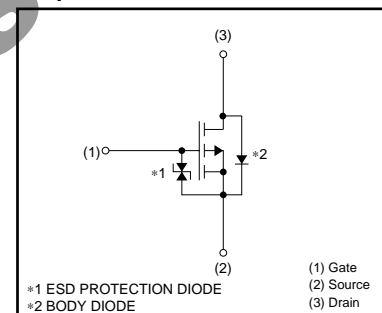 (3)
(1)
∗1
∗2
(2)
∗1 ESD PROTECTION DIODE
∗2 BODY DIODE
(1) Gate
(2) Source
(3) Drain